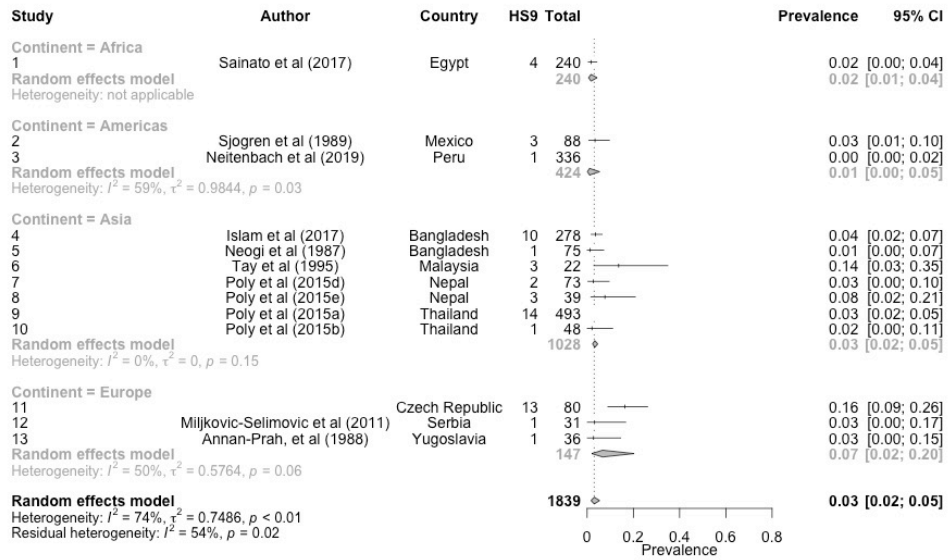 Study Author Country HS9 Total Prevalence 95% CI
Continent = Africa
1 Sainato et al (2017) Egypt 4 240 0.02 [0.00; 0.04]
Random effects model 240 0.02 [0.01; 0.04]
Heterogeneity: not applicable
Continent = Americas
2 Sjogren et al (1989) Mexico 3 88 0.03 [0.01; 0.10]
3 Neitenbach et al (2019) Peru 1 336 0.00 [0.00; 0.02]
Random effects model 424 0.01 [0.00; 0.05]
Heterogeneity: I² = 59%, τ² = 0.9844, p = 0.03
Continent = Asia
4 Islam et al (2017) Bangladesh 10 278 0.04 [0.02; 0.07]
5 Neogi et al (1987) Bangladesh 1 75 0.01 [0.00; 0.07]
6 Tay et al (1995) Malaysia 3 22 0.14 [0.03; 0.35]
7 Poly et al (2015d) Nepal 2 73 0.03 [0.00; 0.10]
8 Poly et al (2015e) Nepal 3 39 0.08 [0.02; 0.21]
9 Poly et al (2015a) Thailand 14 493 0.03 [0.02; 0.05]
10 Poly et al (2015b) Thailand 1 48 0.02 [0.00; 0.11]
Random effects model 1028 0.03 [0.02; 0.05]
Heterogeneity: I² = 0%, τ² = 0, p = 0.15
Continent = Europe
11 Czech Republic 13 80 0.16 [0.09; 0.26]
12 Miljkovic-Selimovic et al (2011) Serbia 1 31 0.03 [0.00; 0.17]
13 Annan-Prah, et al (1988) Yugoslavia 1 36 0.03 [0.00; 0.15]
Random effects model 147 0.07 [0.02; 0.20]
Heterogeneity: I² = 50%, τ² = 0.5764, p = 0.06
Random effects model 1839 0.03 [0.02; 0.05]
Heterogeneity: I² = 74%, τ² = 0.7486, p < 0.01
Residual heterogeneity: I² = 54%, p = 0.02
0 0.2 0.4 0.6 0.8
Prevalence